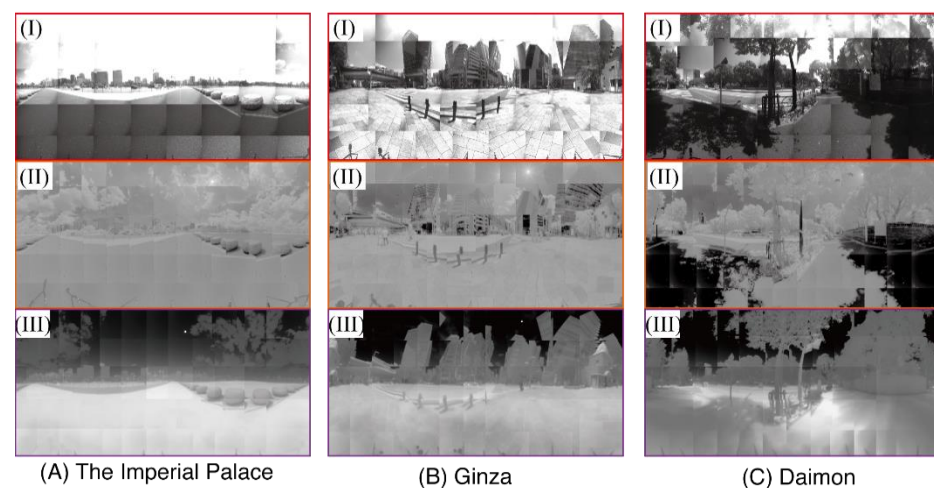 (I)
(I)
(I)
(II)
(II)
(II)
(III)
(III)
(III)
(A) The Imperial Palace
(B) Ginza
(C) Daimon